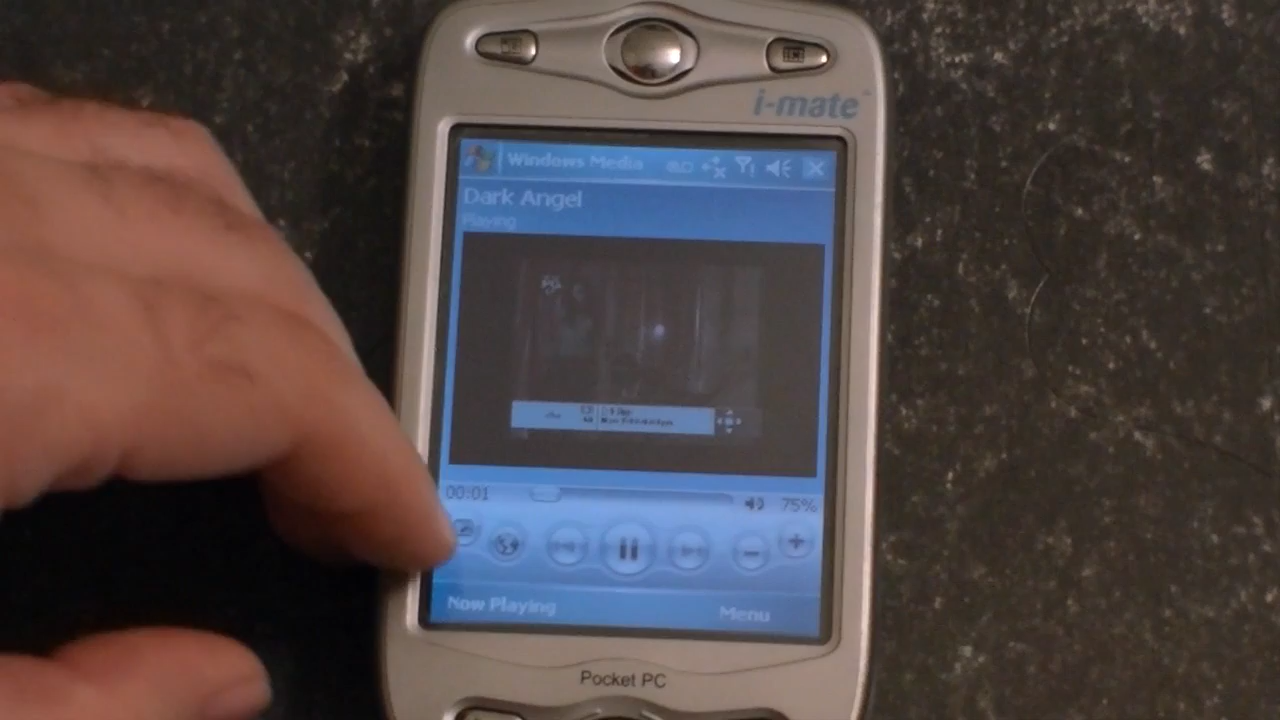 i-mate
Windows Media
Dark Angel
Playing
00:01
75%
Now Playing
Menu
Pocket PC